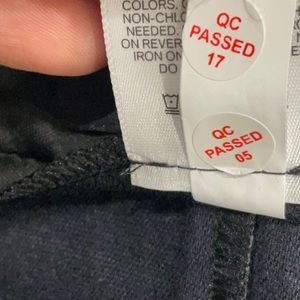 COLORS.
NON-CHLO
NEEDED.
ON REVER
IRON ON
DO
QC
PASSED
17
QC
PASSED
05